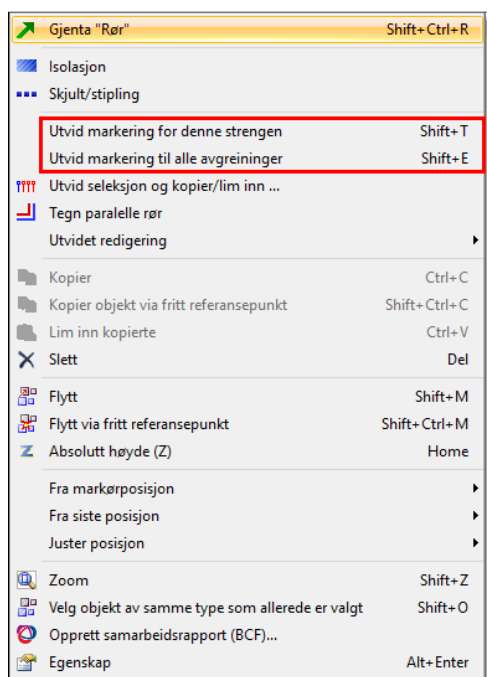 Gjenta "Rør" Shift+Ctrl+R
Isolasjon
Skjult/stipling
Utvid markering for denne strengen Shift+T
Utvid markering til alle avgreininger Shift+E
Utvid seleksjon og kopier/lim inn ...
Tegn paralelle rør
Utvidet redigering
Kopier Ctrl+C
Kopier objekt via fritt referansepunkt Shift+Ctrl+C
Lim inn kopierte Ctrl+V
Slett Del
Flytt Shift+M
Flytt via fritt referansepunkt Shift+Ctrl+M
Absolutt høyde (Z) Home
Fra markørposisjon
Fra siste posisjon
Juster posisjon
Zoom Shift+Z
Velg objekt av samme type som allerede er valgt Shift+O
Opprett samarbeidsrapport (BCF)...
Egenskap Alt+Enter